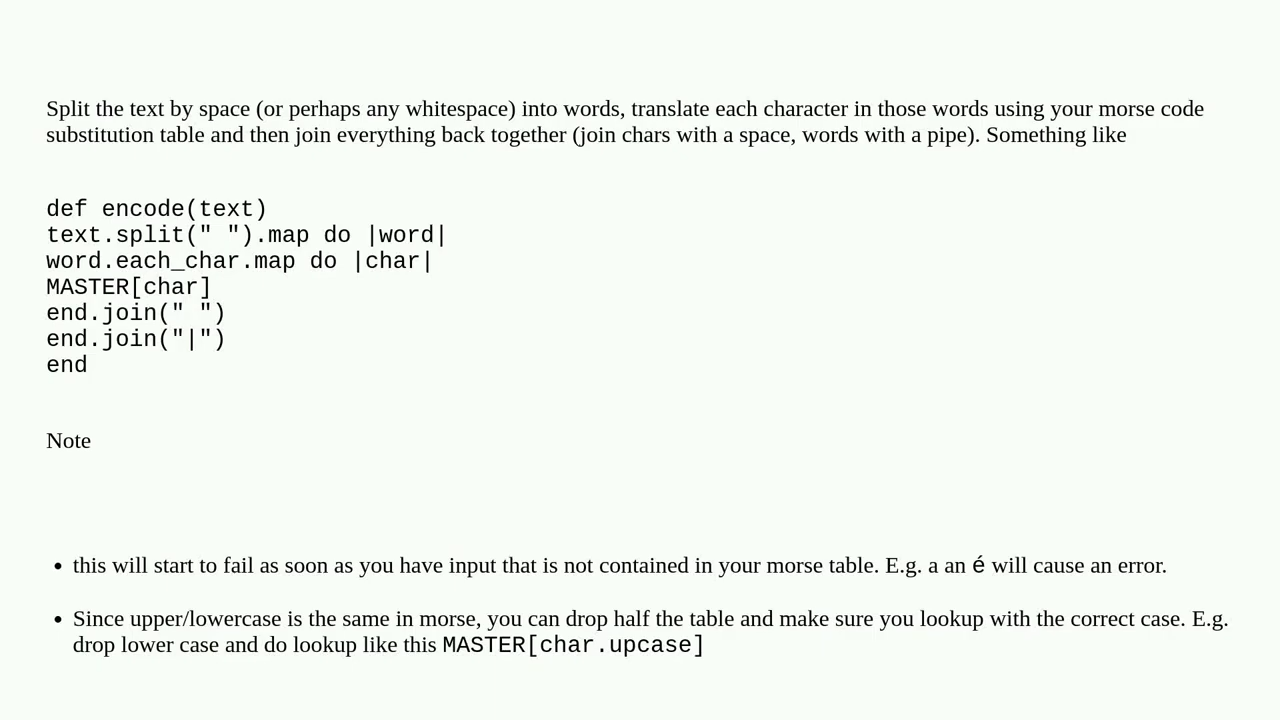 Split the text by space (or perhaps any whitespace) into words, translate each character in those words using your morse code
substitution table and then join everything back together (join chars with a space, words with a pipe). Something like
def encode(text)
text.split(" ").map do |word|
word.each_char.map do |char|
MASTER[char]
end.join(" ")
end.join("|")
end
Note
• this will start to fail as soon as you have input that is not contained in your morse table. E.g. a an é will cause an error.
• Since upper/lowercase is the same in morse, you can drop half the table and make sure you lookup with the correct case. E.g.
drop lower case and do lookup like this MASTER[char.upcase]